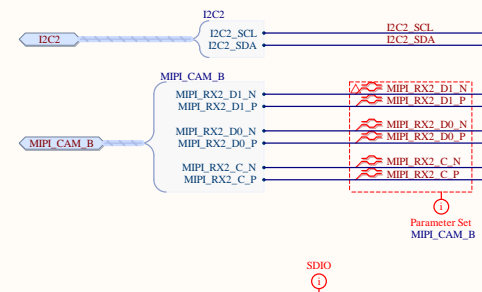 I2C2
I2C2 I2C2_SCL I2C2_SCL
I2C2_SDA I2C2_SDA
MIPI_CAM_B
MIPI_RX2_D1_N MIPI_RX2_D1_N
MIPI_RX2_D1_P MIPI_RX2_D1_P
MIPI_RX2_D0_N MIPI_RX2_D0_N
MIPI_CAM_B MIPI_RX2_D0_P MIPI_RX2_D0_P
MIPI_RX2_C_N MIPI_RX2_C_N
MIPI_RX2_C_P MIPI_RX2_C_P
i
Parameter Set
MIPI_CAM_B
SDIO
i